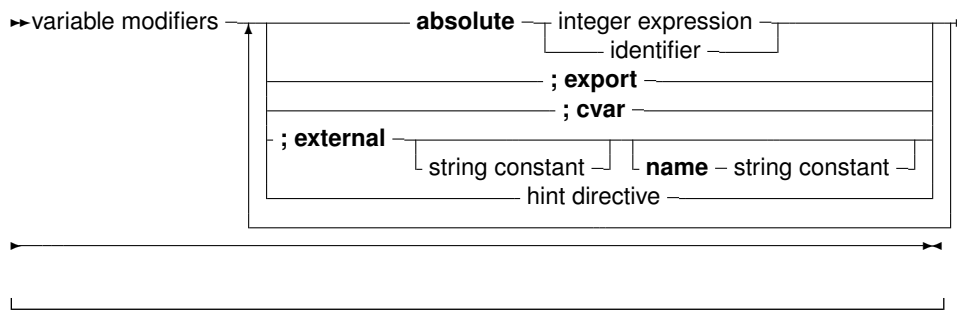 variable modifiers absolute integer expression
identifier
; export
; cvar
; external
string constant name string constant
hint directive